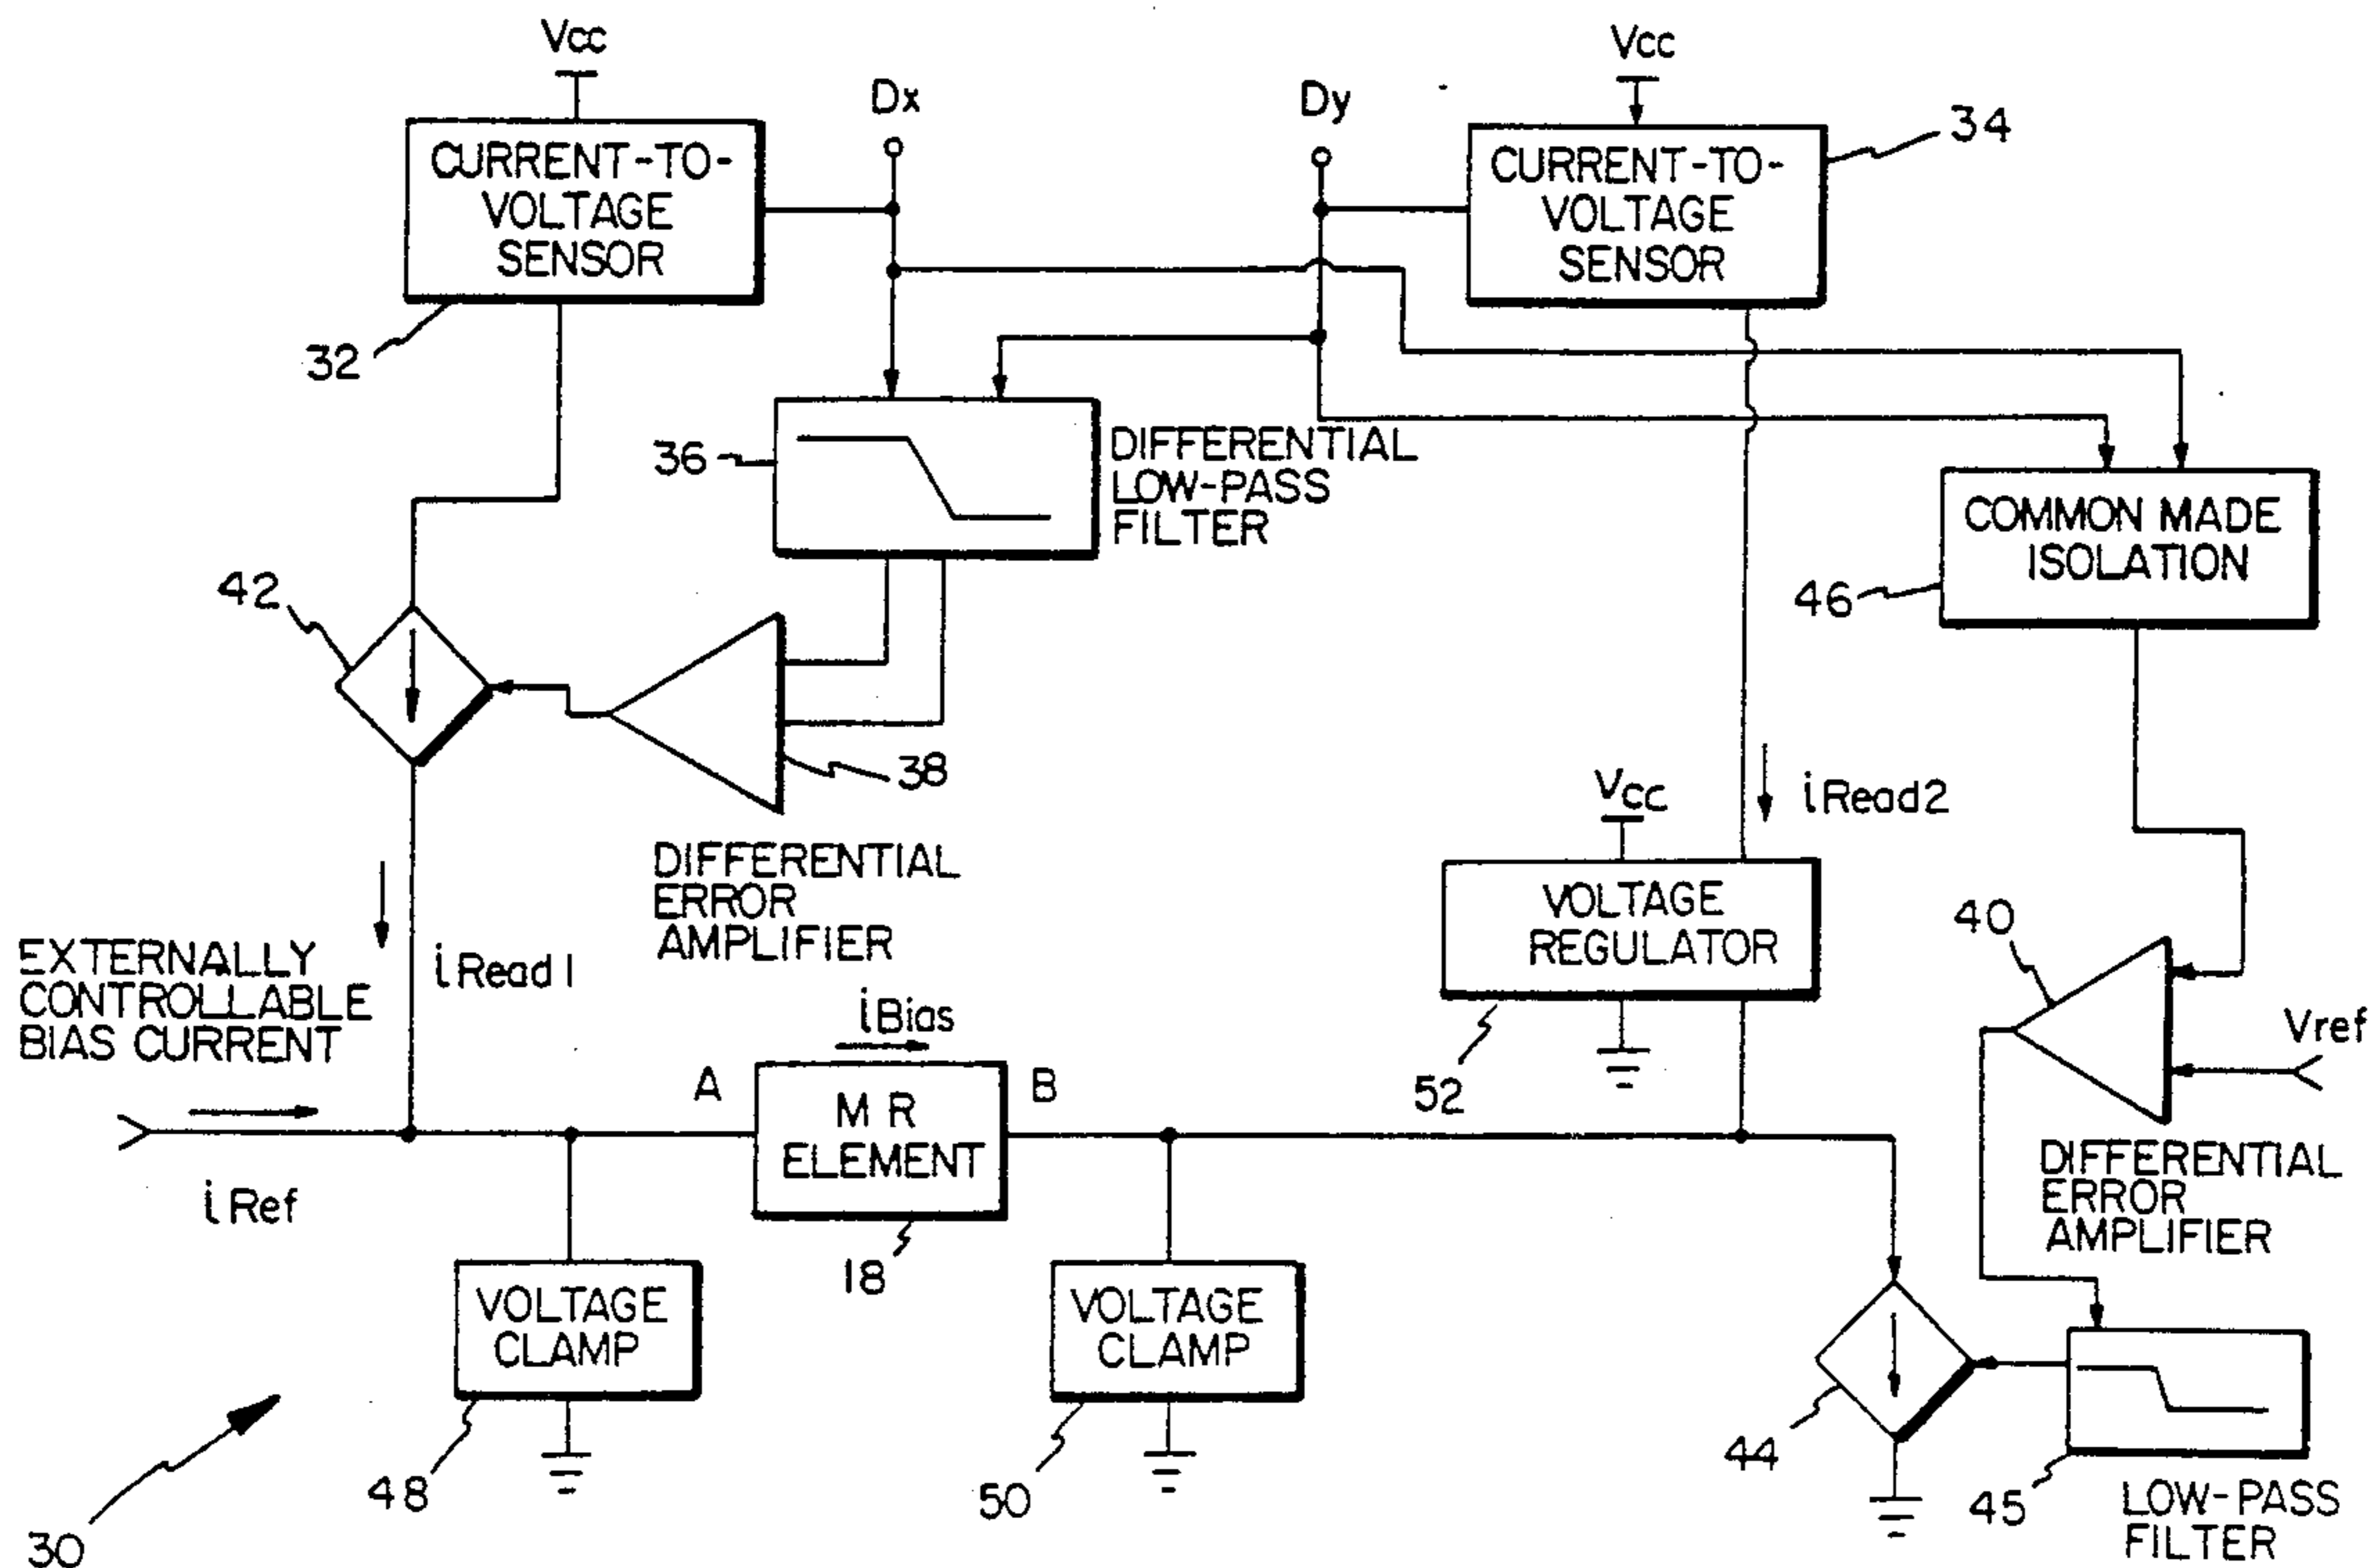 Vcc
Vcc
Dx
Dy
CURRENT-TO-
VOLTAGE
SENSOR
CURRENT-TO-
VOLTAGE
SENSOR
34
32
36
DIFFERENTIAL
LOW-PASS
FILTER
COMMON MADE
ISOLATION
46
42
38
DIFFERENTIAL
ERROR
AMPLIFIER
Vcc
iRead2
VOLTAGE
REGULATOR
52
40
Vref
EXTERNALLY
CONTROLLABLE
BIAS CURRENT
iRead1
iBias
A
M R
ELEMENT
B
18
iRef
DIFFERENTIAL
ERROR
AMPLIFIER
VOLTAGE
CLAMP
48
VOLTAGE
CLAMP
50
44
45
LOW-PASS
FILTER
30